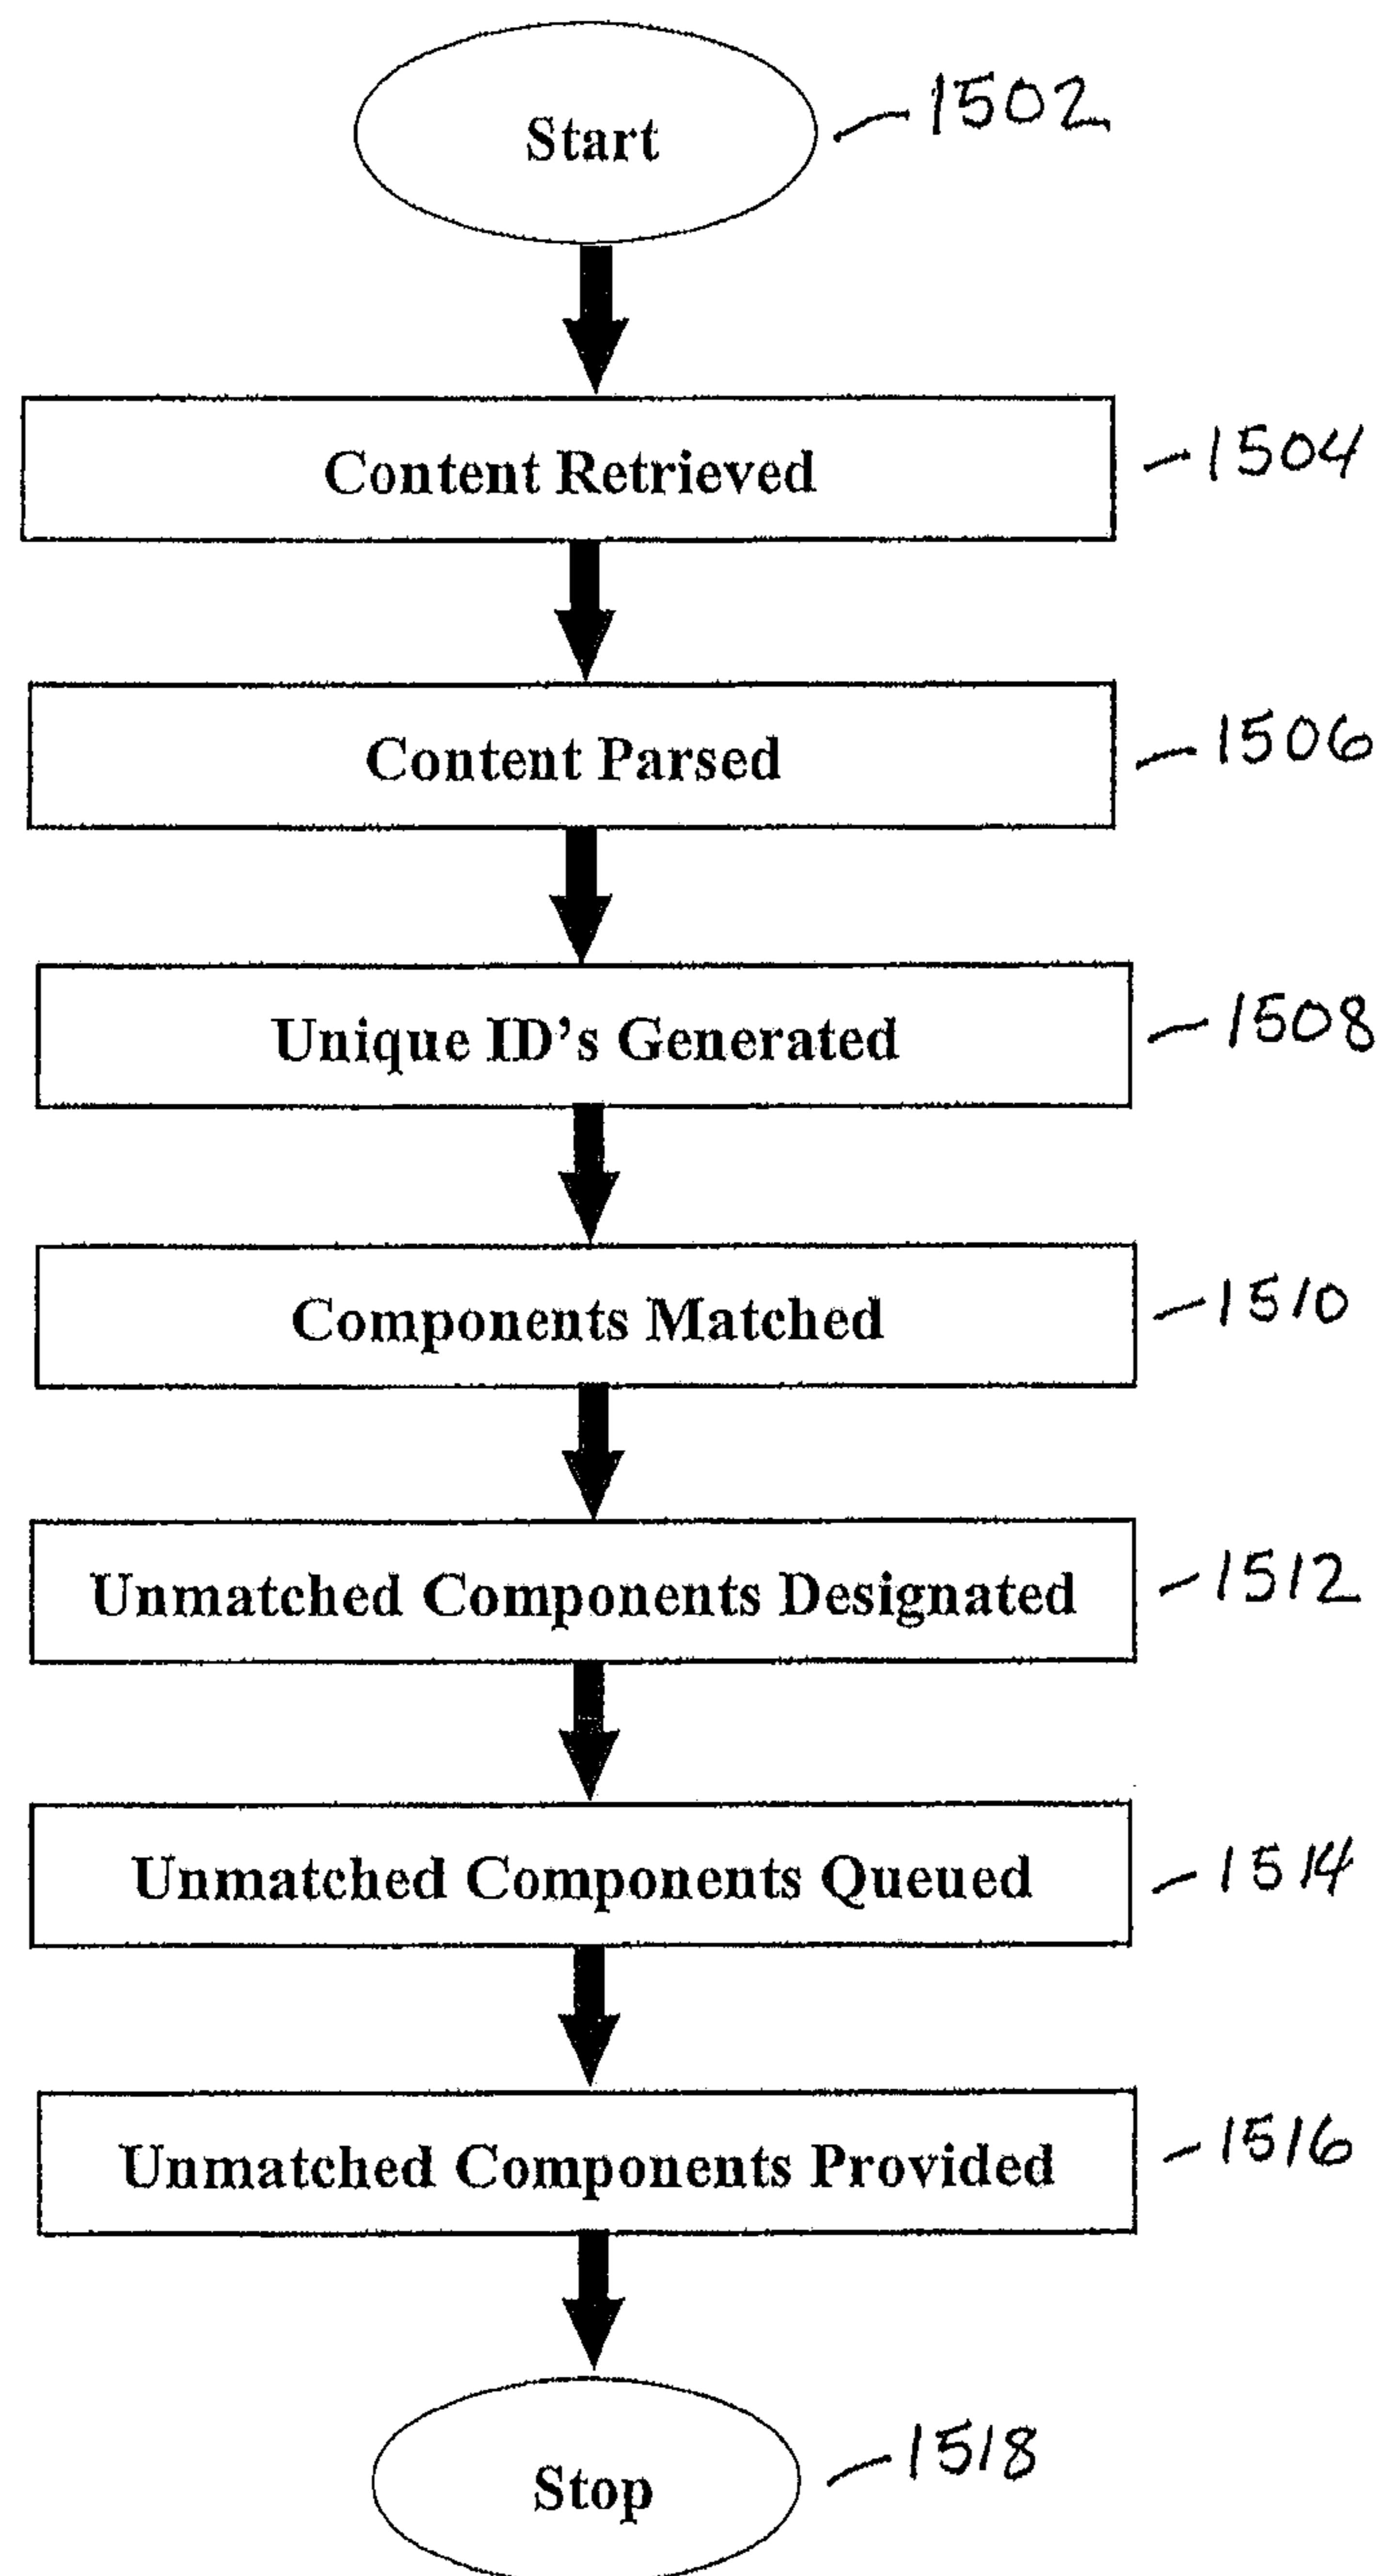 Start
1502
Content Retrieved
1504
Content Parsed
1506
Unique ID's Generated
1508
Components Matched
1510
Unmatched Components Designated
1512
Unmatched Components Queued
1514
Unmatched Components Provided
1516
Stop
1518